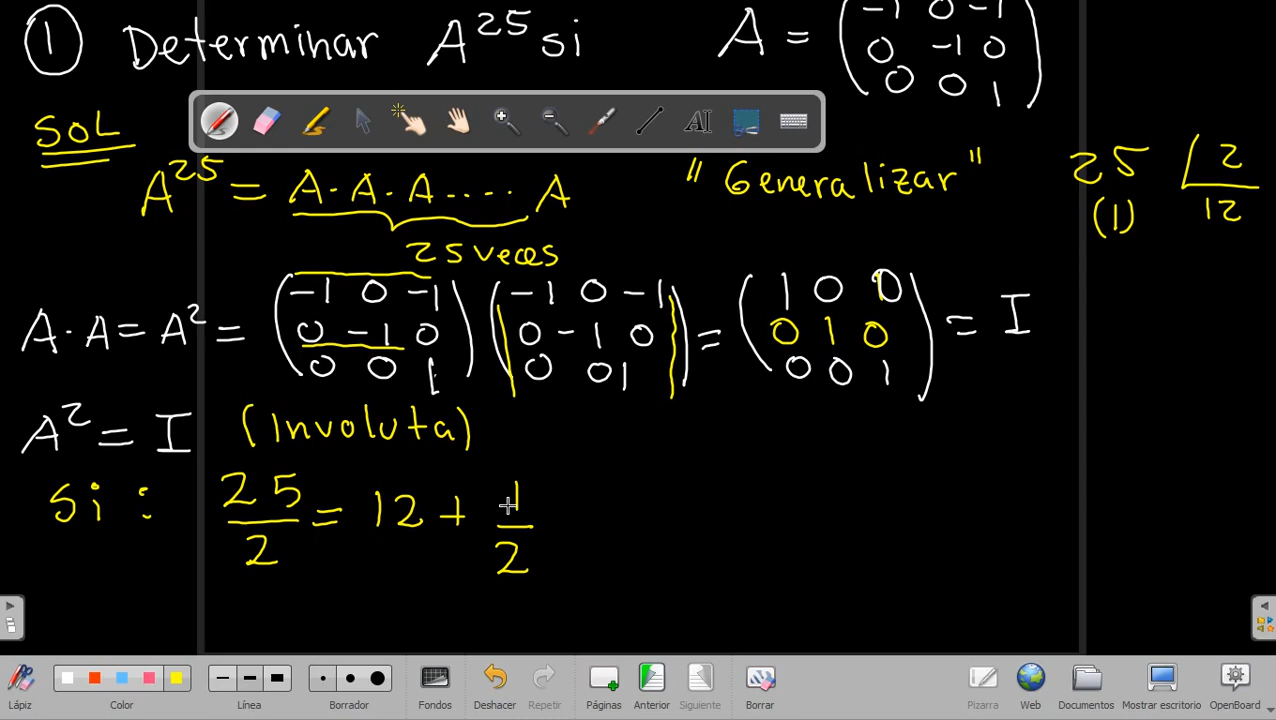 ① Determinar A²⁵ si A = (-1 0 -1
0 -1 0
0 0 1)
SOL
A²⁵ = A·A·A····· A "Generalizar" 25 / 2
25 veces (1) 12
A·A = A² = (-1 0 -1 (-1 0 -1 = (1 0 0 = I
0 -1 0 0 -1 0 0 1 0
0 0 1) 0 0 1) 0 0 1)
A² = I (Involuta)
Si : 25/2 = 12 + 1/2
Lápiz Color Línea Borrador Fondos Deshacer Repetir Páginas Anterior Siguiente Borrar Pizarra Web Documentos Mostrar escritorio OpenBoard